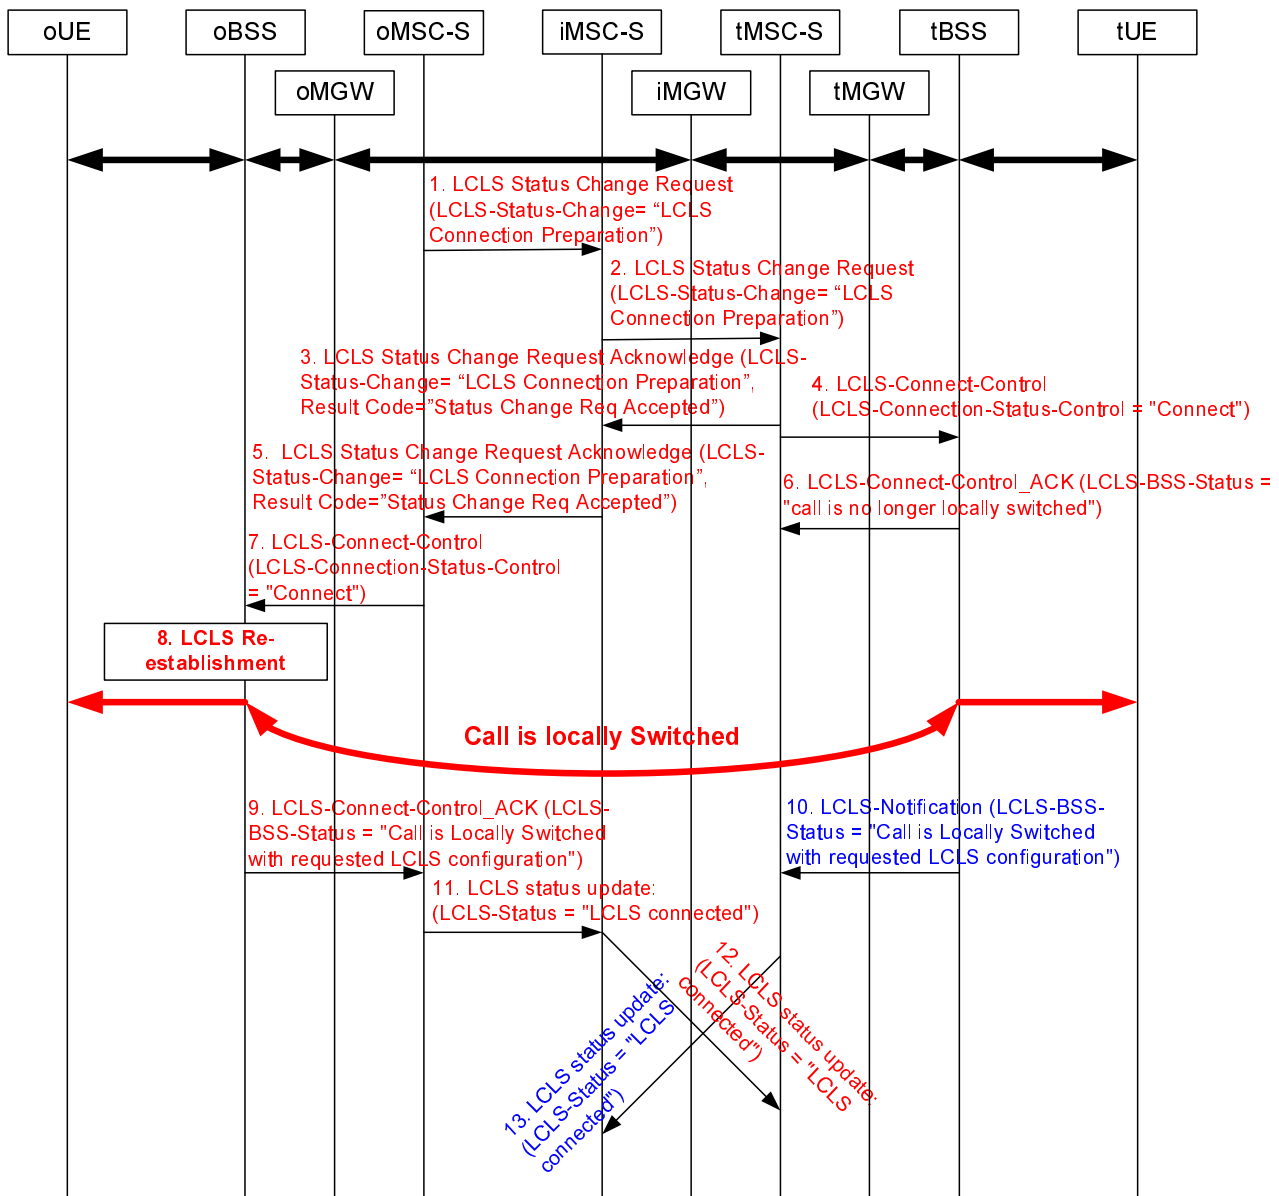 oUE
oBSS
oMSC-S
iMSC-S
tMSC-S
tBSS
tUE
oMGW
iMGW
tMGW
1. LCLS Status Change Request
(LCLS-Status-Change= “LCLS
Connection Preparation”)
2. LCLS Status Change Request
(LCLS-Status-Change= “LCLS
Connection Preparation”)
3. LCLS Status Change Request Acknowledge (LCLS-
Status-Change= “LCLS Connection Preparation”,
Result Code=”Status Change Req Accepted”)
4. LCLS-Connect-Control
(LCLS-Connection-Status-Control = "Connect")
5. LCLS Status Change Request Acknowledge (LCLS-
Status-Change= “LCLS Connection Preparation”,
Result Code=”Status Change Req Accepted”)
6. LCLS-Connect-Control_ACK (LCLS-BSS-Status =
"call is no longer locally switched")
7. LCLS-Connect-Control
(LCLS-Connection-Status-Control
= "Connect")
8. LCLS Re-
establishment
Call is locally Switched
9. LCLS-Connect-Control_ACK (LCLS-
BSS-Status = "Call is Locally Switched
with requested LCLS configuration")
10. LCLS-Notification (LCLS-BSS-
Status = "Call is Locally Switched
with requested LCLS configuration")
11. LCLS status update:
(LCLS-Status = "LCLS connected")
12. LCLS status update:
(LCLS-Status = "LCLS
connected")
13. LCLS status update:
(LCLS-Status = "LCLS
connected")